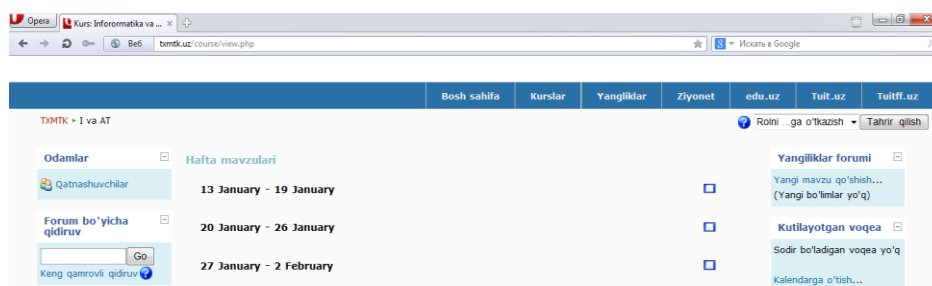 Opera
Kurs: Inforormatika va ...
Веб
txmtk.uz/course/view.php
Искать в Google
Bosh sahifa Kurslar Yangliklar Ziyonet edu.uz Tuit.uz Tuitff.uz
TXMTK ► I va AT
Rolni ...ga o'tkazish Tahrir qilish
Odamlar
Qatnashuvchilar
Forum bo'yicha
qidiruv
Go
Keng qamrovli qidiruv
Hafta mavzulari
13 January - 19 January
20 January - 26 January
27 January - 2 February
Yangiliklar forumi
Yangi mavzu qo'shish...
(Yangi bo'limlar yo'q)
Kutilayotgan voqea
Sodir bo'ladigan voqea yo'q
Kalendarga o'tish...